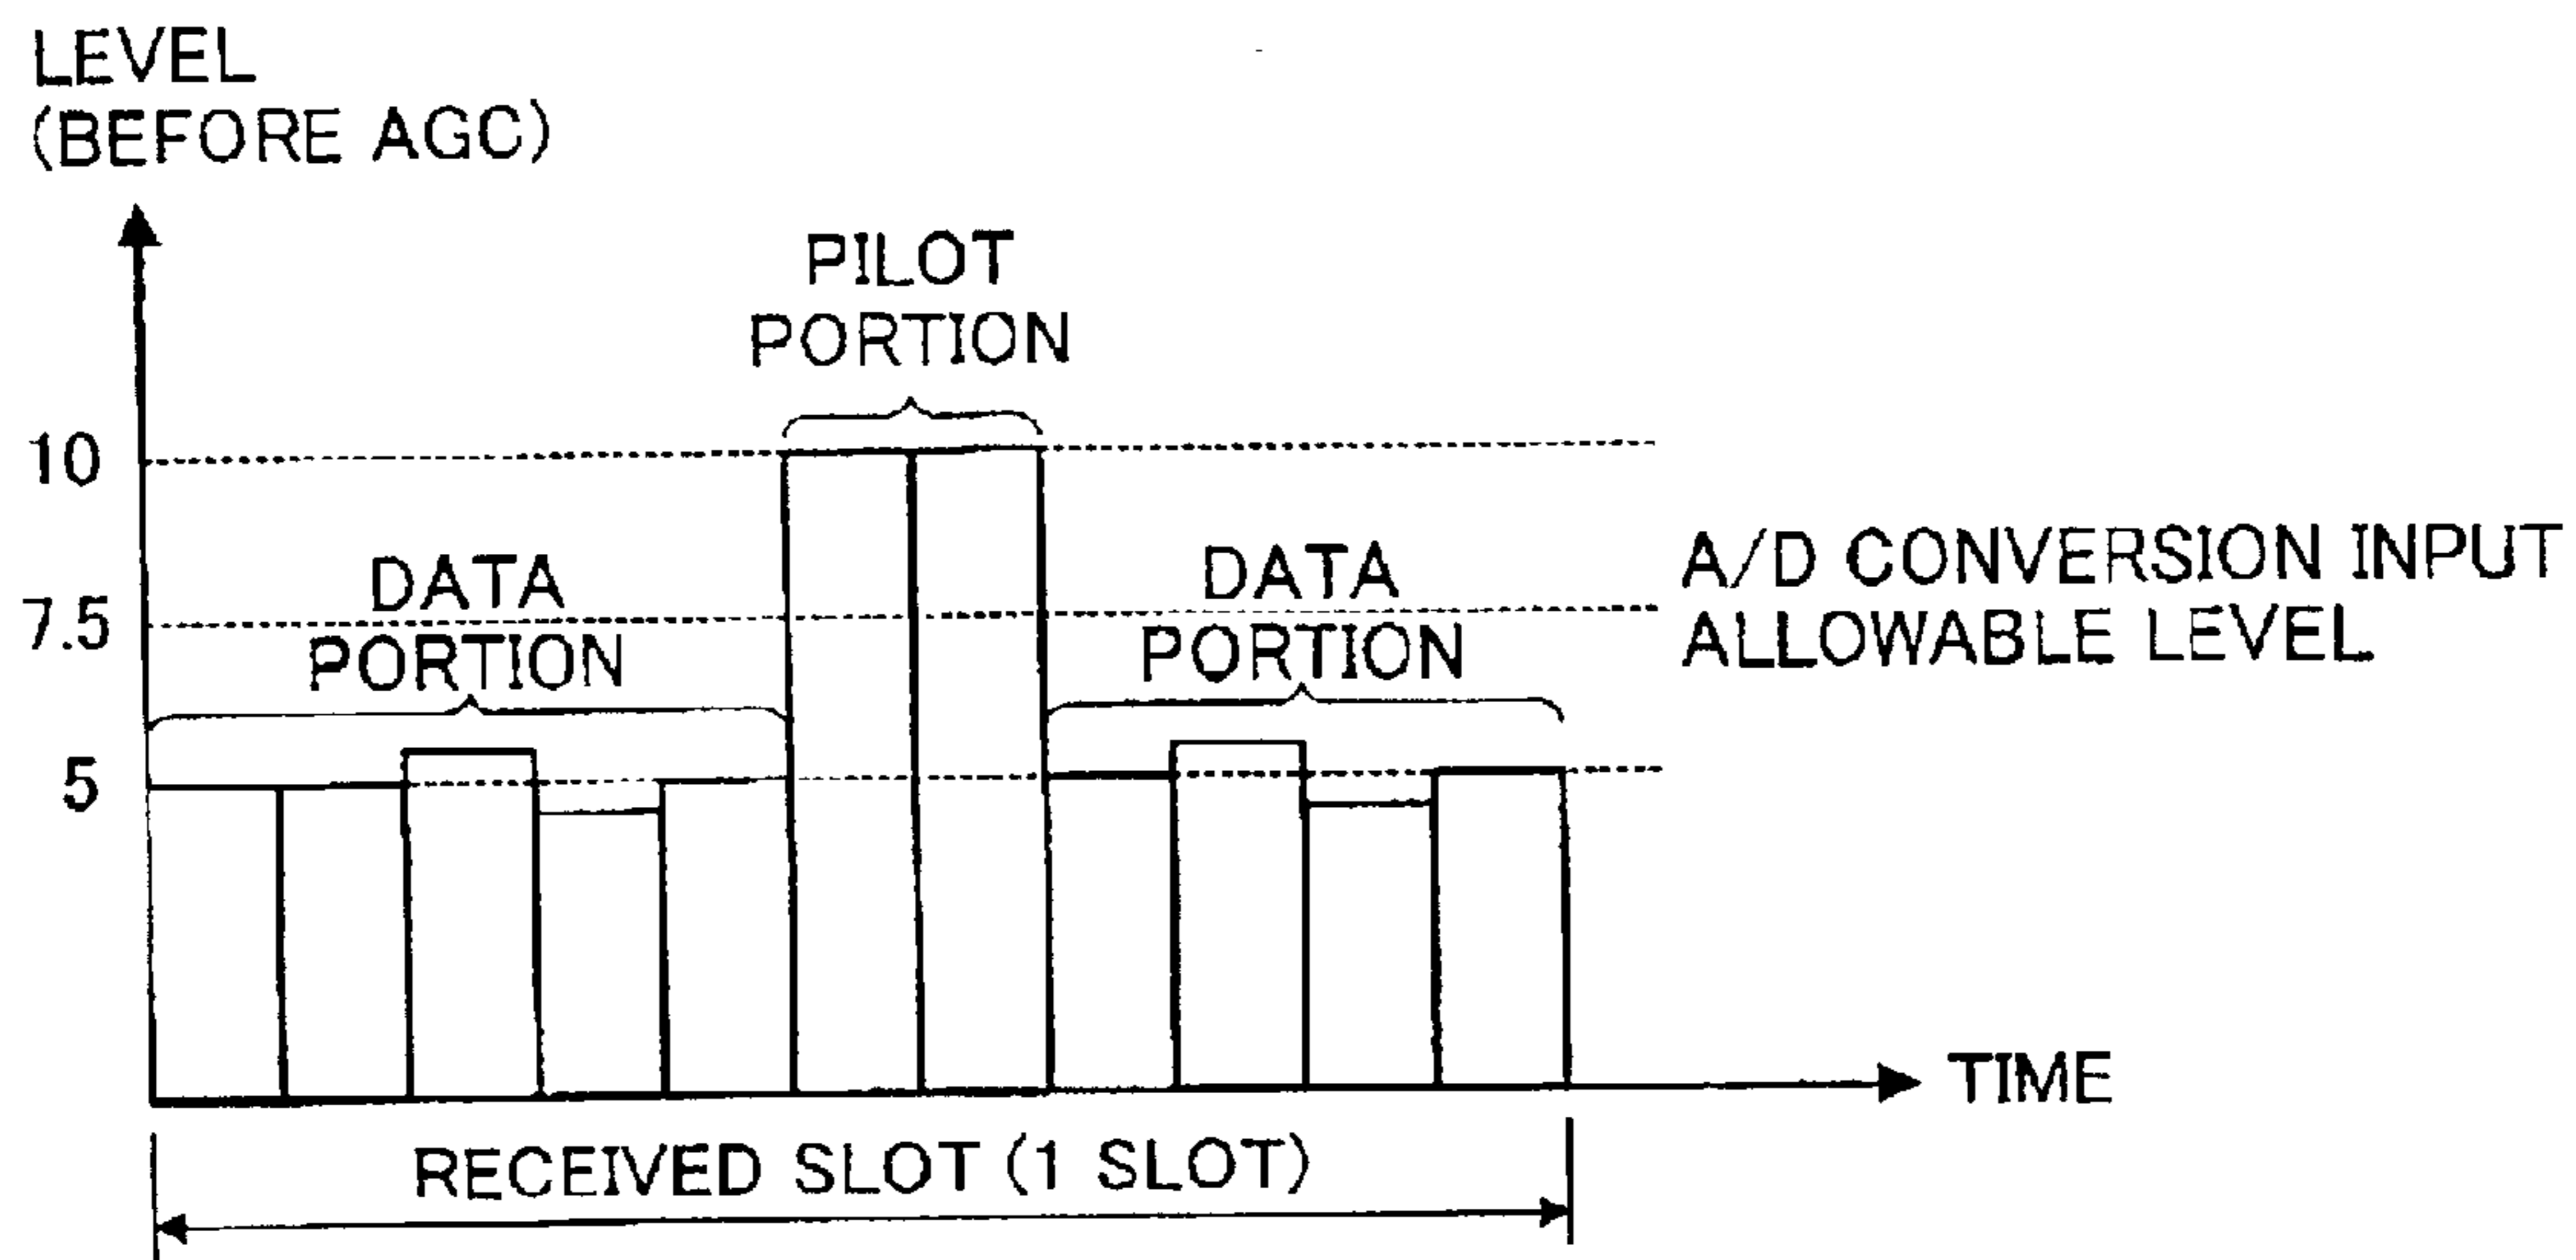 LEVEL
(BEFORE AGC)
PILOT
PORTION
10
DATA
PORTION
DATA
PORTION
7.5
A/D CONVERSION INPUT
ALLOWABLE LEVEL
5
TIME
RECEIVED SLOT (1 SLOT)